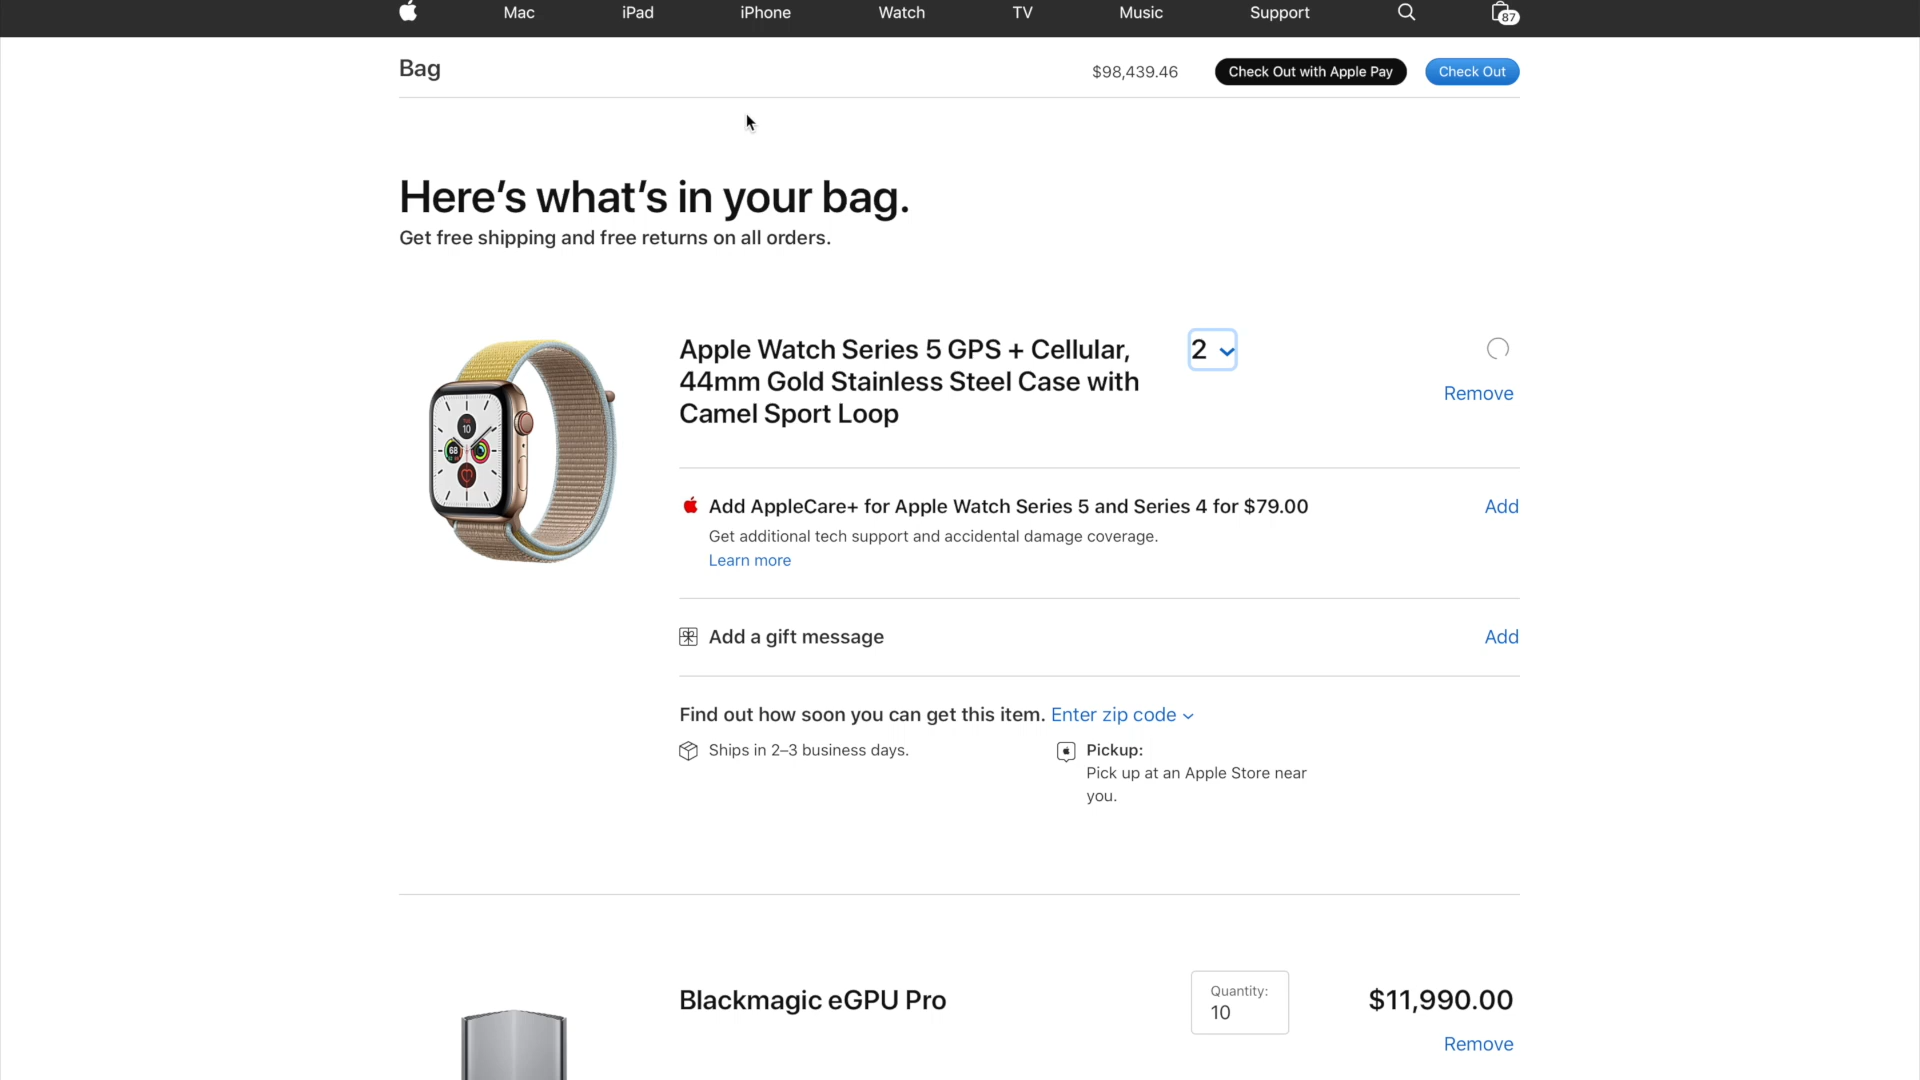 Mac iPad iPhone Watch TV Music Support 87
Bag $98,439.46 Check Out with Apple Pay Check Out
Here's what's in your bag.
Get free shipping and free returns on all orders.
Apple Watch Series 5 GPS + Cellular,
44mm Gold Stainless Steel Case with
Camel Sport Loop
2
Remove
10
68
Add AppleCare+ for Apple Watch Series 5 and Series 4 for $79.00 Add
Get additional tech support and accidental damage coverage.
Learn more
Add a gift message Add
Find out how soon you can get this item. Enter zip code
Ships in 2–3 business days.
Pickup:
Pick up at an Apple Store near
you.
Blackmagic eGPU Pro
Quantity:
10
$11,990.00
Remove